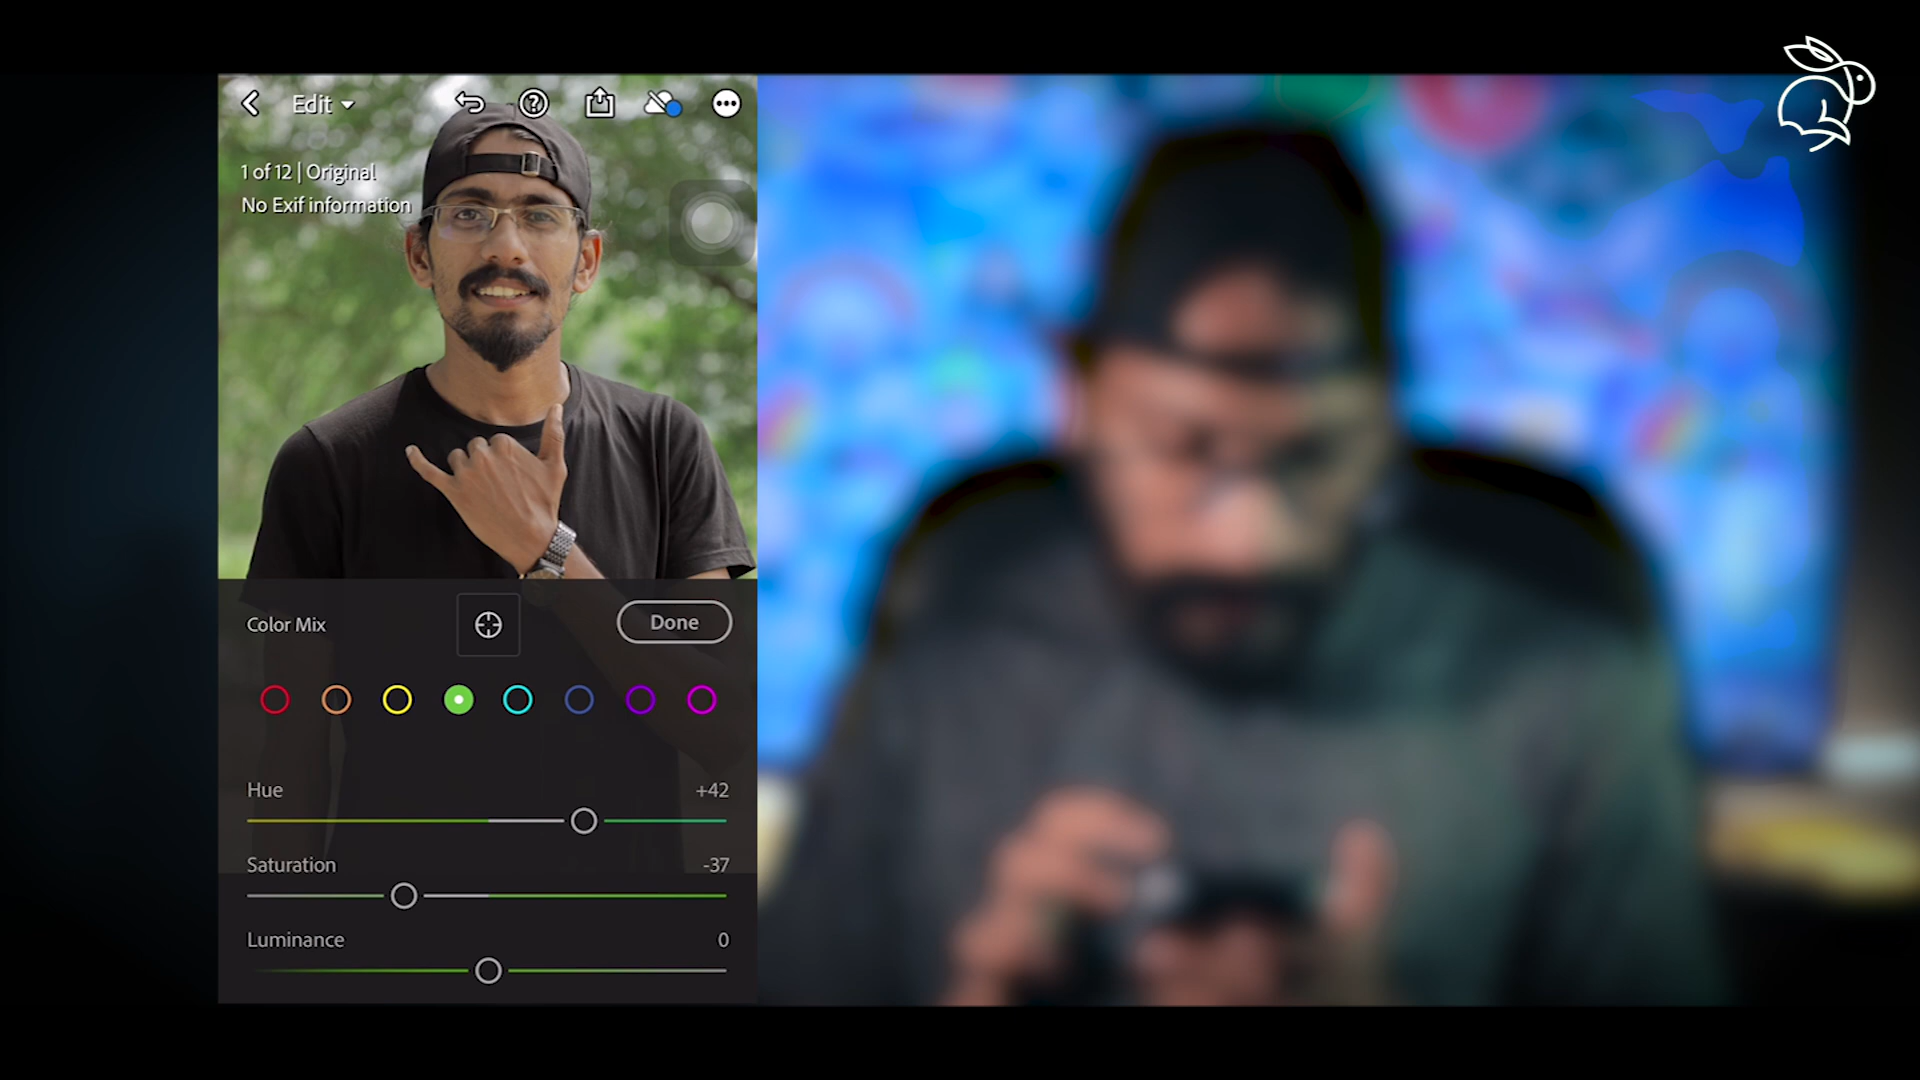 Edit
1 of 12 | Original
No Exif information
Color Mix
Done
Hue
+42
Saturation
-37
Luminance
0